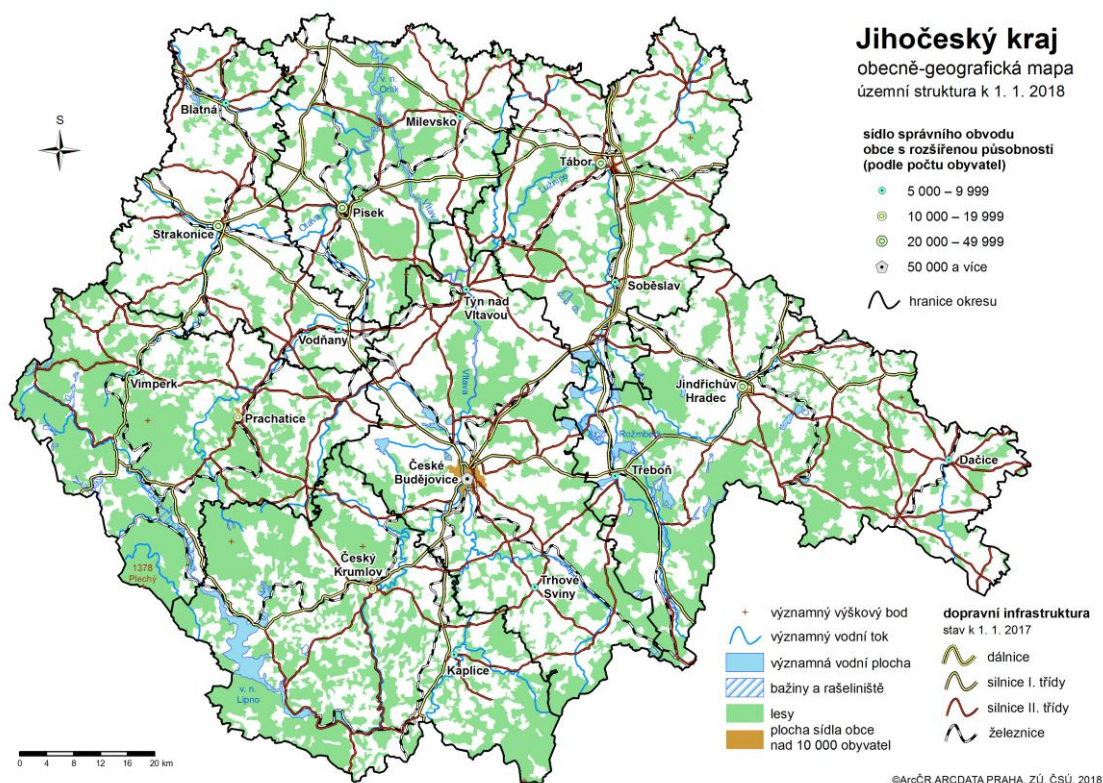 Jihočeský kraj
obecně-geografická mapa
územní struktura k 1. 1. 2018
sídlo správního obvodu
obce s rozšířenou působností
(podle počtu obyvatel)
5 000 – 9 999
10 000 – 19 999
20 000 – 49 999
50 000 a více
hranice okresu
S
Blatná
v. n.
Orlík
Milevsko
Tábor
Lužnice
Písek
Otava
Vltava
Strakonice
Týn nad
Vltavou
Soběslav
Vodňany
Vimperk
Vltava
Jindřichův
Hradec
Prachatice
Rožmberk
České
Budějovice
Třeboň
Dačice
1378
Plechý
Český
Krumlov
Trhové
Sviny
Kaplice
v. n.
Lipno
významný výškový bod
významný vodní tok
významná vodní plocha
bažiny a rašeliniště
lesy
plocha sídla obce
nad 10 000 obyvatel
dopravní infrastruktura
stav k 1. 1. 2017
dálnice
silnice I. třídy
silnice II. třídy
železnice
0 4 8 12 16 20 km
©ArcČR,ARCDATA PRAHA, ZÚ, ČSÚ, 2018